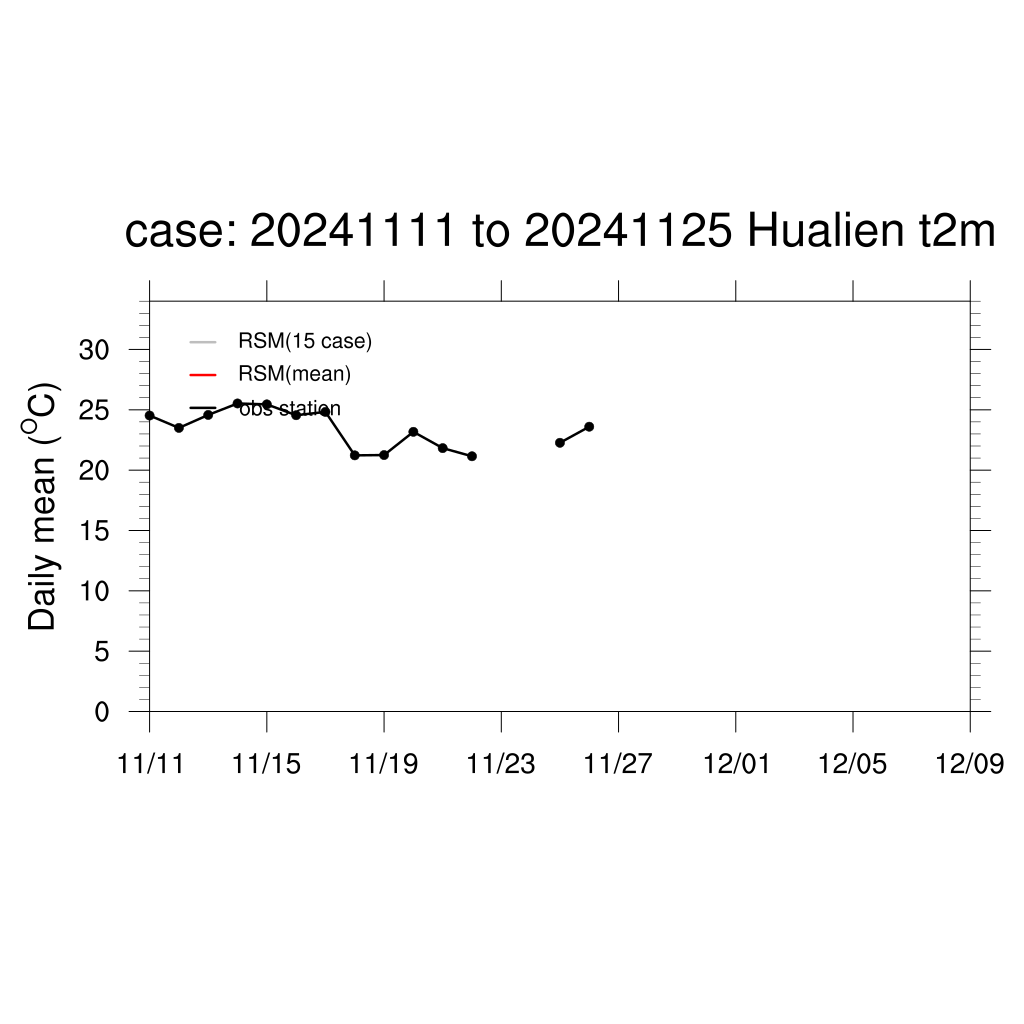 case: 20241111 to 20241125 Hualien t2m
RSM(15 case)
RSM(mean)
obs station
Daily mean (°C)
30
25
20
15
10
5
0
11/11 11/15 11/19 11/23 11/27 12/01 12/05 12/09